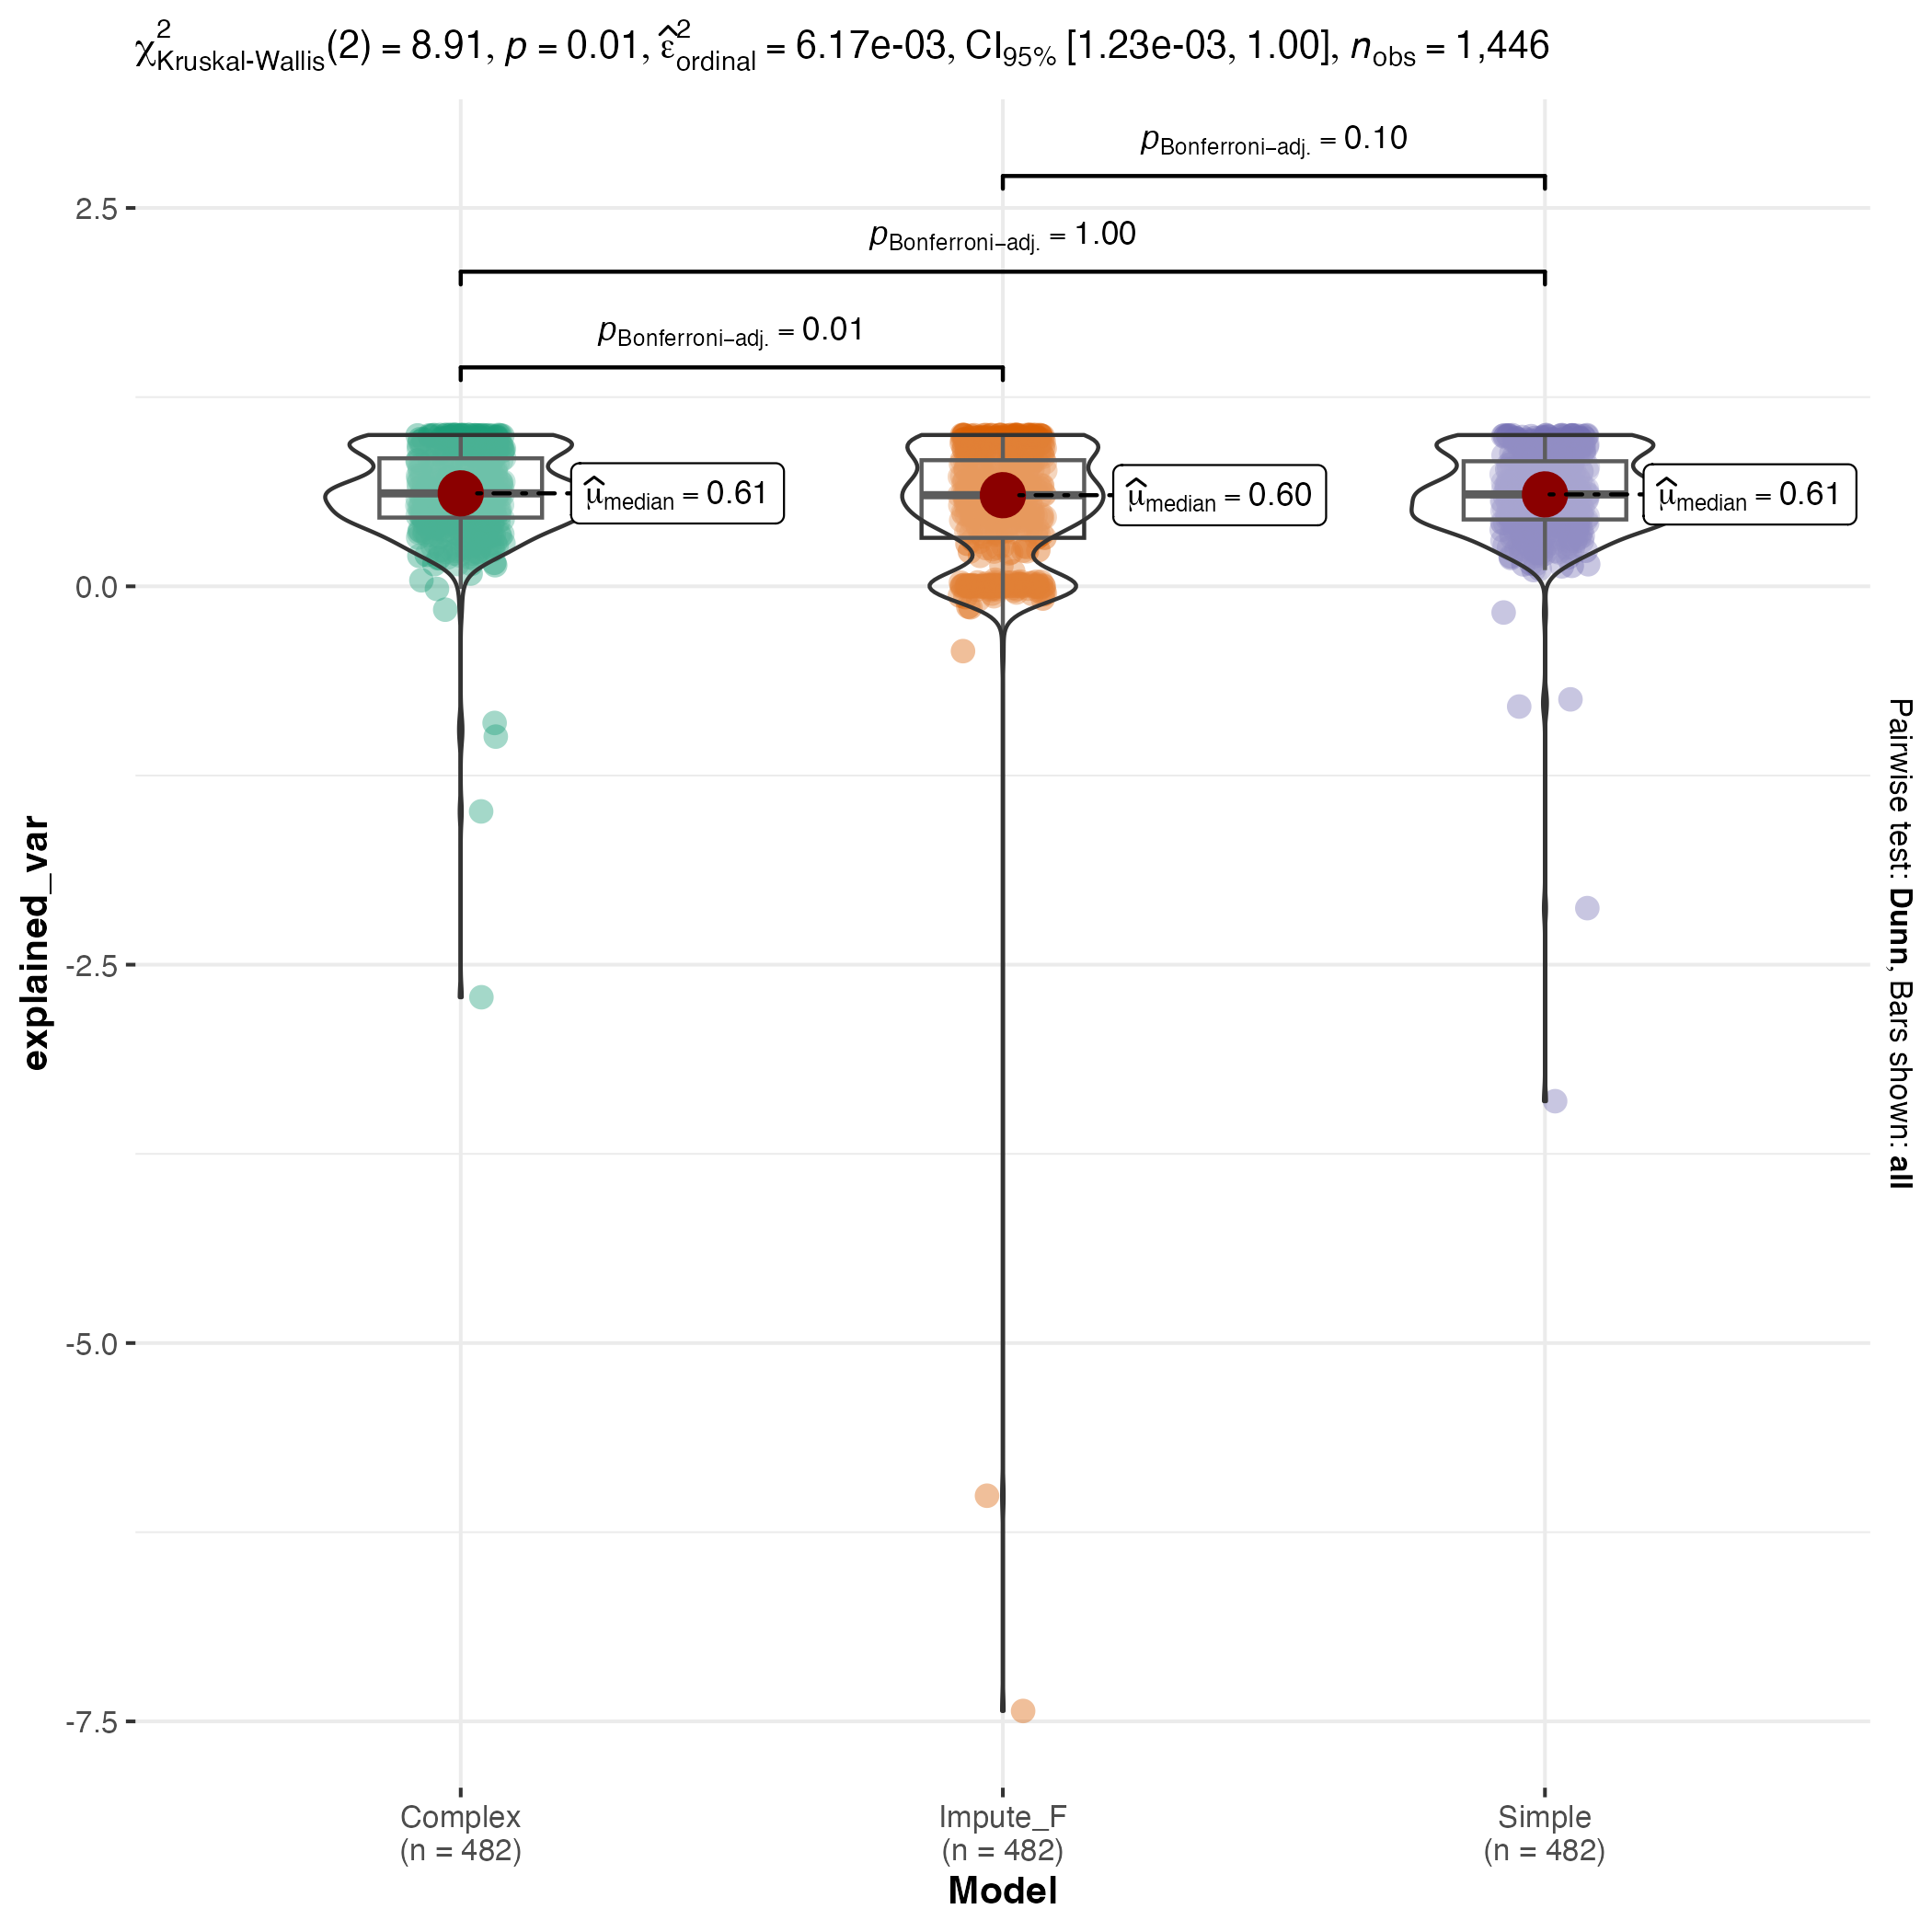 χ²Kruskal-Wallis(2) = 8.91, p = 0.01, ε̂²ordinal = 6.17e-03, CI95% [1.23e-03, 1.00], nobs = 1,446
pBonferroni−adj. = 0.10
2.5
pBonferroni−adj. = 1.00
pBonferroni−adj. = 0.01
μ̂median = 0.61
μ̂median = 0.60
μ̂median = 0.61
0.0
-2.5
-5.0
-7.5
explained_var
Pairwise test: Dunn, Bars shown: all
Complex
(n = 482)
Impute_F
(n = 482)
Simple
(n = 482)
Model